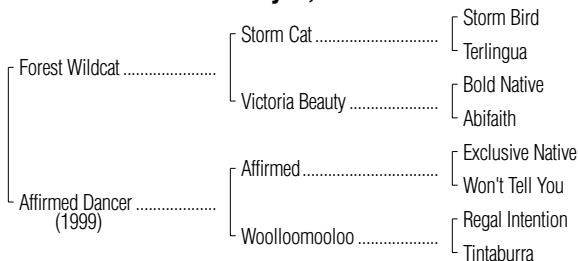 Storm Bird
Storm Cat ........................
Terlingua
Forest Wildcat .....................
Bold Native
Victoria Beauty ....................
Abifaith
Exclusive Native
Affirmed...............................
Won't Tell You
Affirmed Dancer ..................
(1999)
Regal Intention
Woolloomooloo ..................
Tintaburra